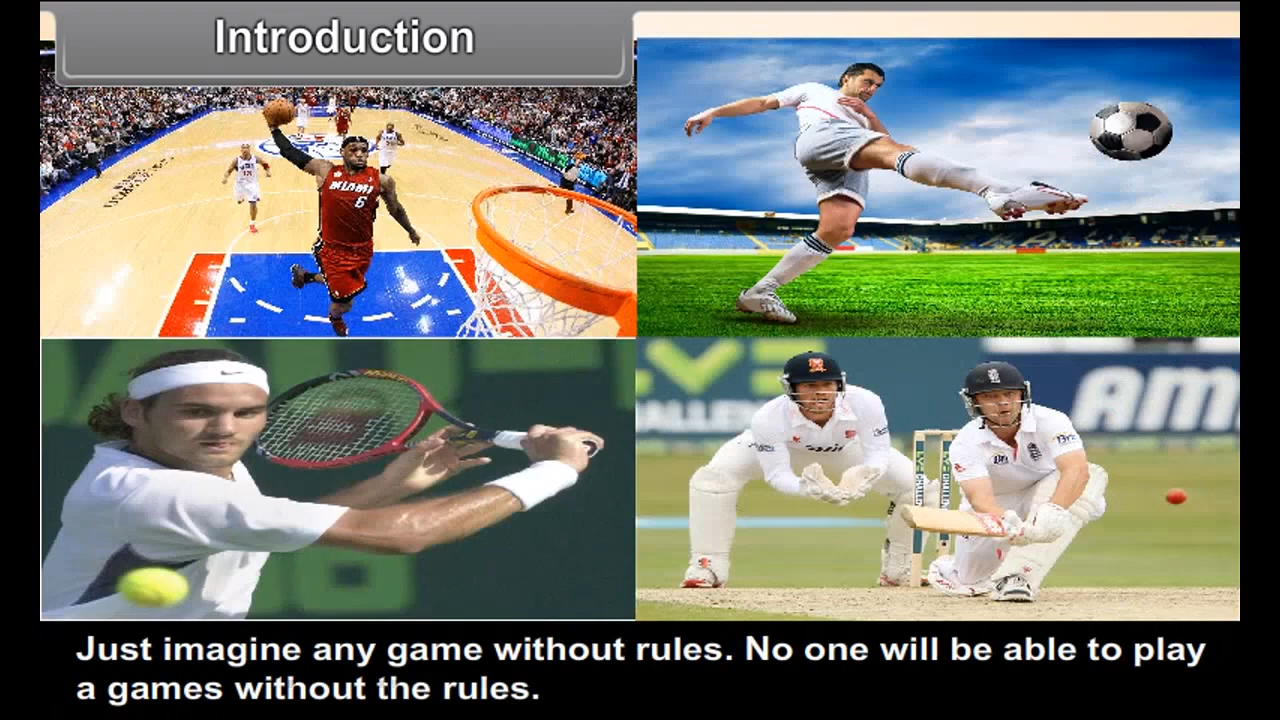 Introduction
MIAMI
6
AM
Just imagine any game without rules. No one will be able to play
a games without the rules.